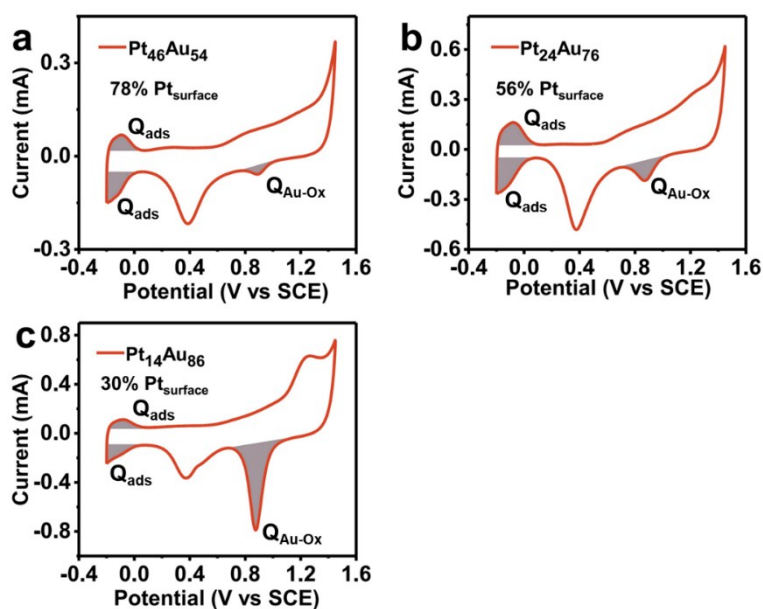 a
Pt46Au54
78% Ptsurface
Qads
Qads
QAu-Ox
0.3
0.0
-0.3
Current (mA)
-0.4 0.0 0.4 0.8 1.2 1.6
Potential (V vs SCE)
b
Pt24Au76
56% Ptsurface
Qads
Qads
QAu-Ox
0.6
0.3
0.0
-0.3
-0.6
Current (mA)
-0.4 0.0 0.4 0.8 1.2 1.6
Potential (V vs SCE)
c
Pt14Au86
30% Ptsurface
Qads
Qads
QAu-Ox
0.8
0.4
0.0
-0.4
-0.8
Current (mA)
-0.4 0.0 0.4 0.8 1.2 1.6
Potential (V vs SCE)